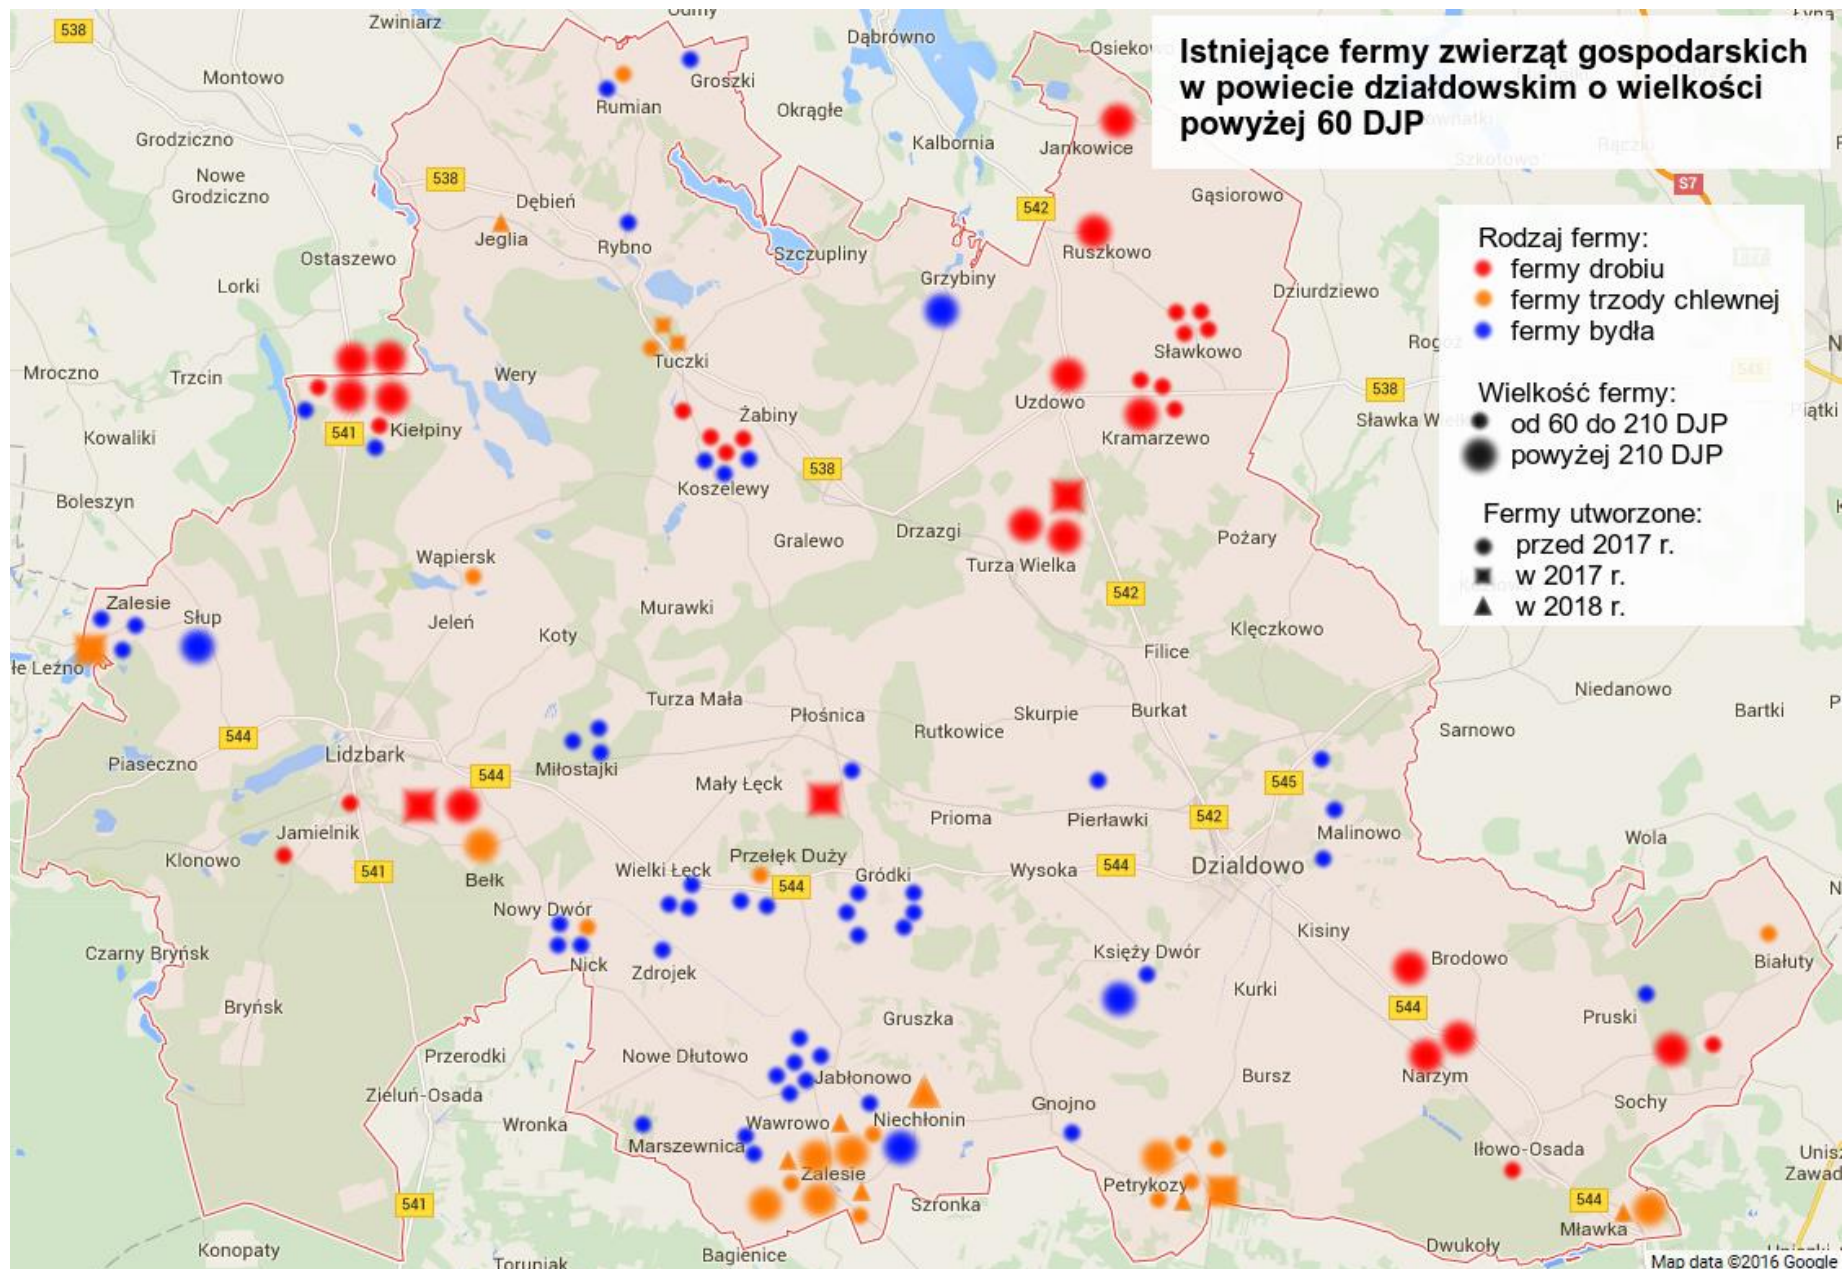 Istniejące fermy zwierząt gospodarskich
w powiecie działdowskim o wielkości
powyżej 60 DJP
Rodzaj fermy:
fermy drobiu
fermy trzody chlewnej
fermy bydła
Wielkość fermy:
od 60 do 210 DJP
powyżej 210 DJP
Fermy utworzone:
przed 2017 r.
w 2017 r.
w 2018 r.
538
Zwiniarz
Dąbrówno
Montowo
Groszki
Rumian
Okrągłe
Grodziczno
Kalbornia
Jankowice
Nowe
Grodziczno
538
Dębień
542
Gąsiorowo
S7
Jeglia
Rybno
Szczupliny
Ruszkowo
Ostaszewo
Grzybiny
Lorki
Dziurdziewo
Tuczki
Sławkowo
Mroczno
Trzcin
Wery
538
Uzdowo
Żabiny
Kramarzewo
Piątki
Kowaliki
541
Kiełpiny
538
Koszelewy
Boleszyn
Gralewo
Drzazgi
Pożary
Wąpiersk
Turza Wielka
542
Zalesie
Słup
Jeleń
Murawki
Koty
Klęczkowo
Filice
łe Leźno
Turza Mała
Płośnica
Skurpie
Burkat
Niedanowo
Bartki
Rutkowice
Sarnowo
544
Lidzbark
Piaseczno
544
Miłostajki
Mały Łęck
545
Prioma
Pierławki
542
Malinowo
Jamielnik
Wola
Klonowo
541
Bełk
Wielki Łęck
Przełęk Duży
544
Gródki
Wysoka
544
Dzialdowo
Nowy Dwór
Kisiny
Czarny Bryńsk
Nick
Zdrojek
Księży Dwór
Brodowo
Białuty
Kurki
544
Bryńsk
Gruszka
Pruski
Przerodki
Nowe Dłutowo
Jabłonowo
Bursz
Narzym
Zieluń-Osada
Gnojno
Sochy
Wronka
Wawrowo
Niechłonin
Marszewnica
Iłowo-Osada
Zalesie
Petrykozy
Zawad
541
Szronka
544
Mławka
Konopaty
Bagienice
Dwukoły
Toruniak
Map data ©2016 Google